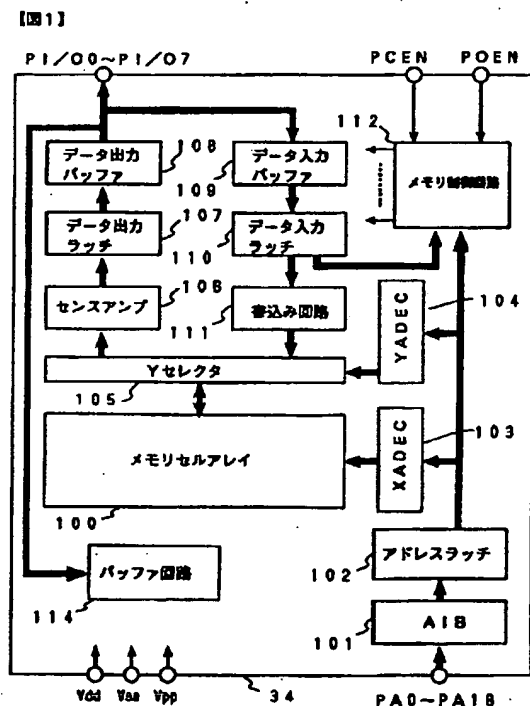 【図1】
PI/O0～PI/O7
PCEN
POEN
112
データ出力
バッファ
108
データ入力
バッファ
109
メモリ制御回路
データ出力
ラッチ
107
データ入力
ラッチ
110
センスアンプ
106
書込み回路
111
YADEC
104
Yセレクタ
105
メモリセルアレイ
100
XADEC
103
バッファ回路
114
アドレスラッチ
102
AIB
101
Vdd
Vss
Vpp
34
PA0～PA18